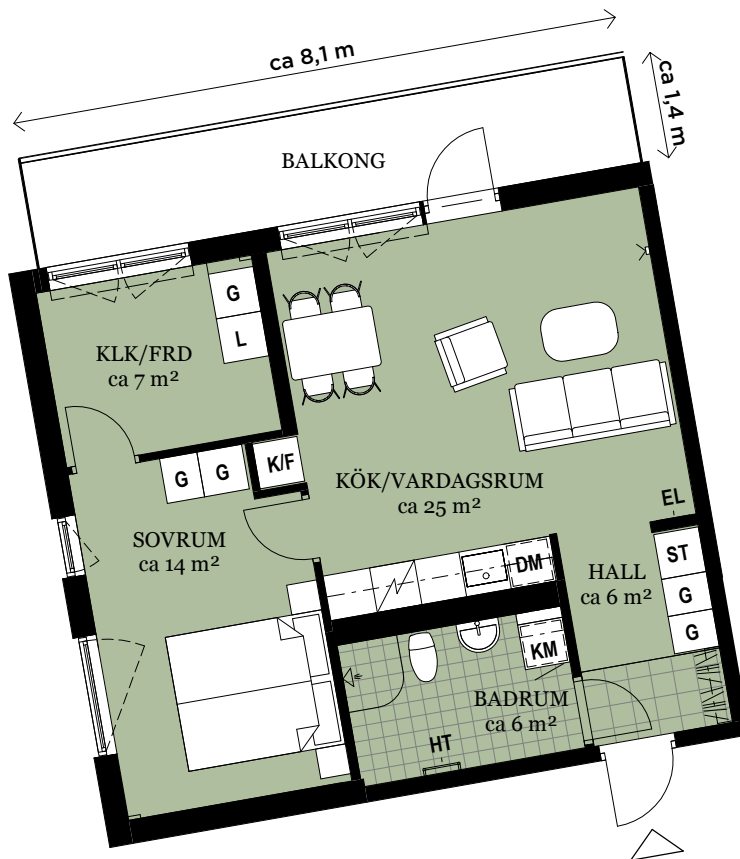 ca 8,1 m
ca 1,4 m
BALKONG
G
L
KLK/FRD
ca 7 m²
G
G
K/F
KÖK/VARDAGSRUM
ca 25 m²
EL
SOVRUM
ca 14 m²
DM
HALL
ca 6 m²
ST
G
G
KM
BADRUM
ca 6 m²
HT